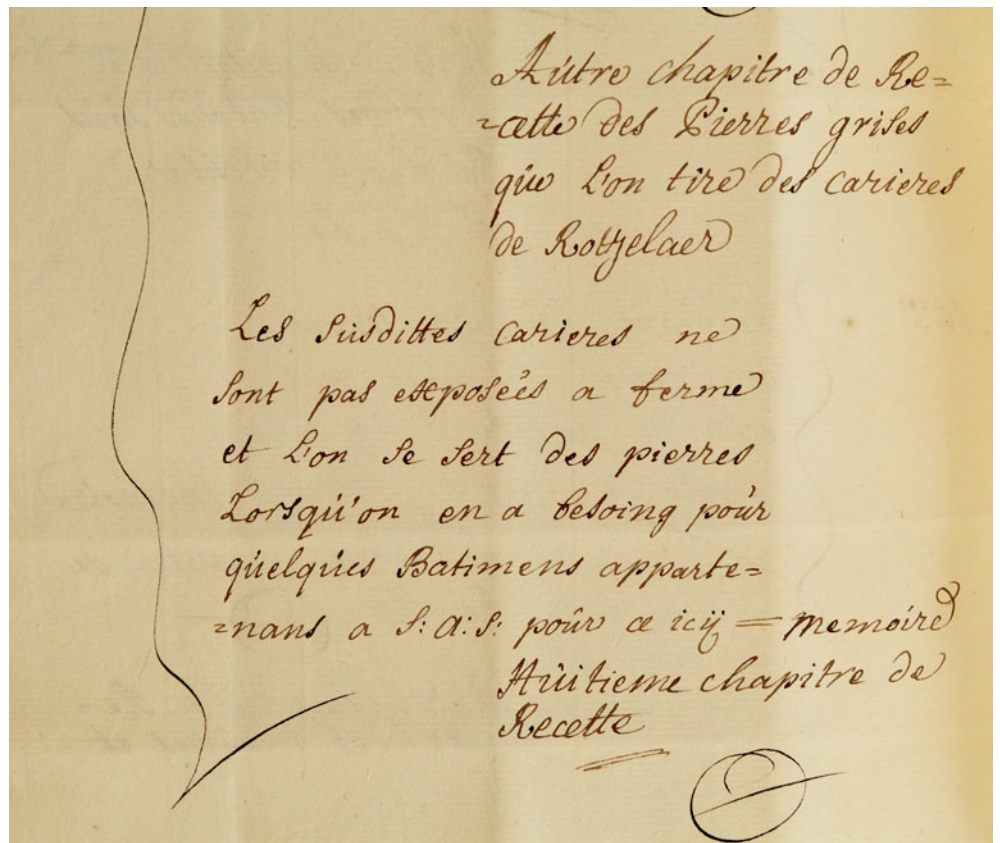 Autre chapitre de Re=
=cette des Pierres grises
que L'on tire des carieres
de Rotzelaer
Les susdittes carieres ne
sont pas exposées a ferme
et L'on se sert des pierres
Lorsqu'on en a besoing pour
quelques Batimens apparte=
=nans a S: A: S: pour ce icij = memoire
Huitieme chapitre de
Recette